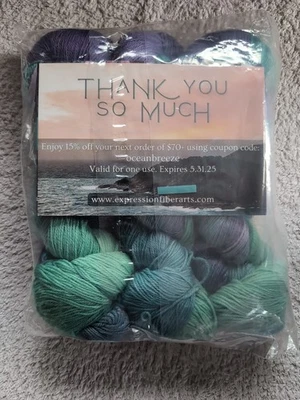 THANK YOU
SO MUCH
Enjoy 15% off your next order of $70+ using coupon code:
oceanbreeze
Valid for one use. Expires 5.31.25
www.expressionfiberarts.com